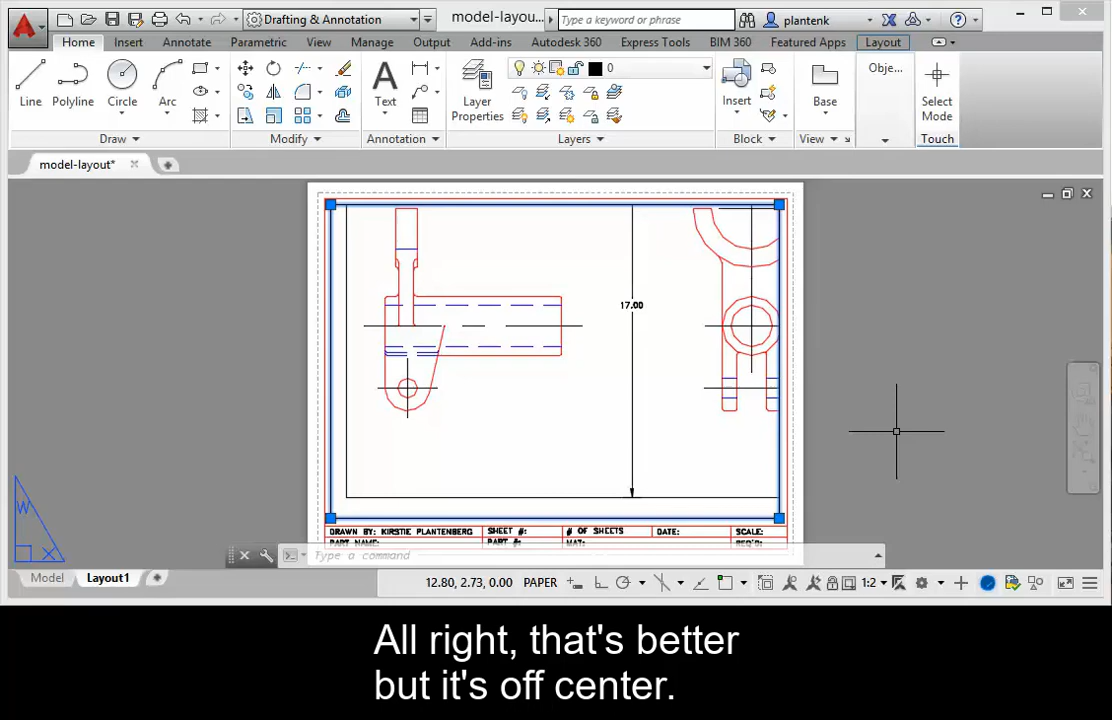 Drafting & Annotation
model-layou...
Type a keyword or phrase
plantenk
Home Insert Annotate Parametric View Manage Output Add-ins Autodesk 360 Express Tools BIM 360 Featured Apps Layout
0
Line Polyline Circle Arc Text Layer Properties Insert Base Obje... Select Mode
Draw Modify Annotation Layers Block View Touch
model-layout*
17.00
W
X
DRAWN BY: KIRSTIE PLANTENBERG SHEET #: # OF SHEETS DATE: SCALE:
PART NAME: PART #: MAT: REQ'D:
Type a command
Model Layout1
12.80, 2.73, 0.00 PAPER 1:2
All right, that's better
but it's off center.